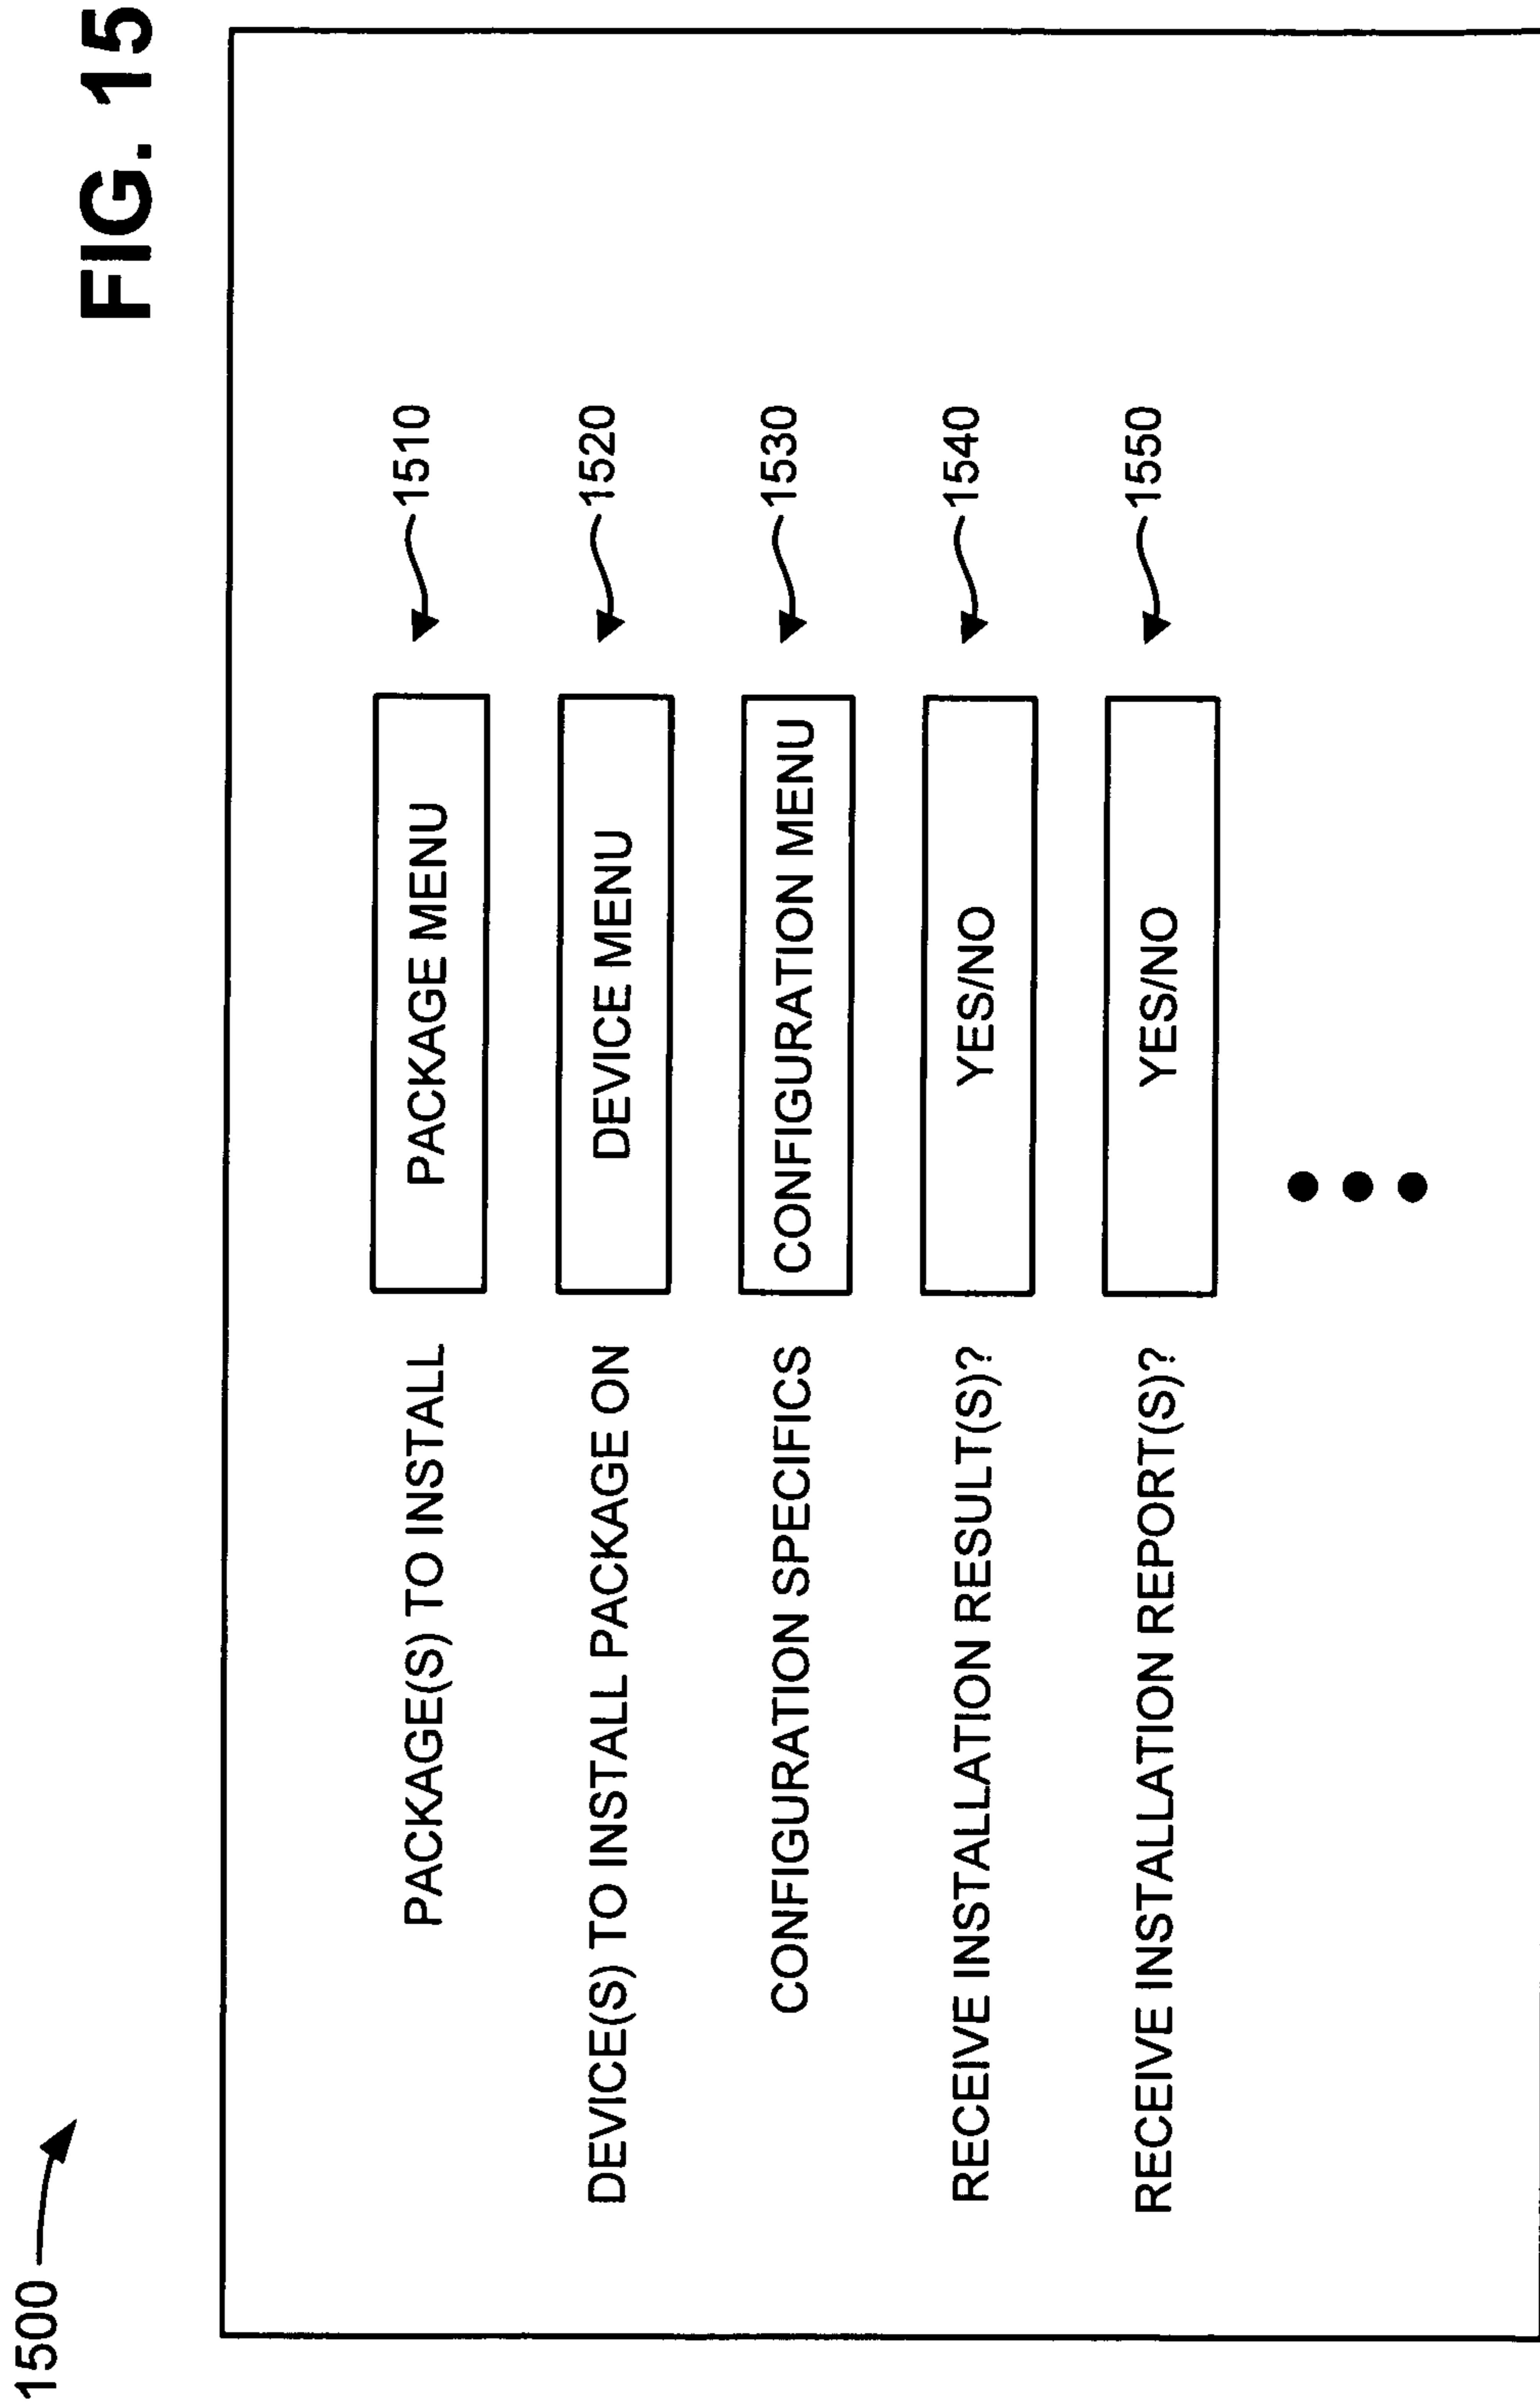 FIG. 15
1500
PACKAGE(S) TO INSTALL PACKAGE MENU 1510
DEVICE(S) TO INSTALL PACKAGE ON DEVICE MENU 1520
CONFIGURATION SPECIFICS CONFIGURATION MENU 1530
RECEIVE INSTALLATION RESULT(S)? YES/NO 1540
RECEIVE INSTALLATION REPORT(S)? YES/NO 1550